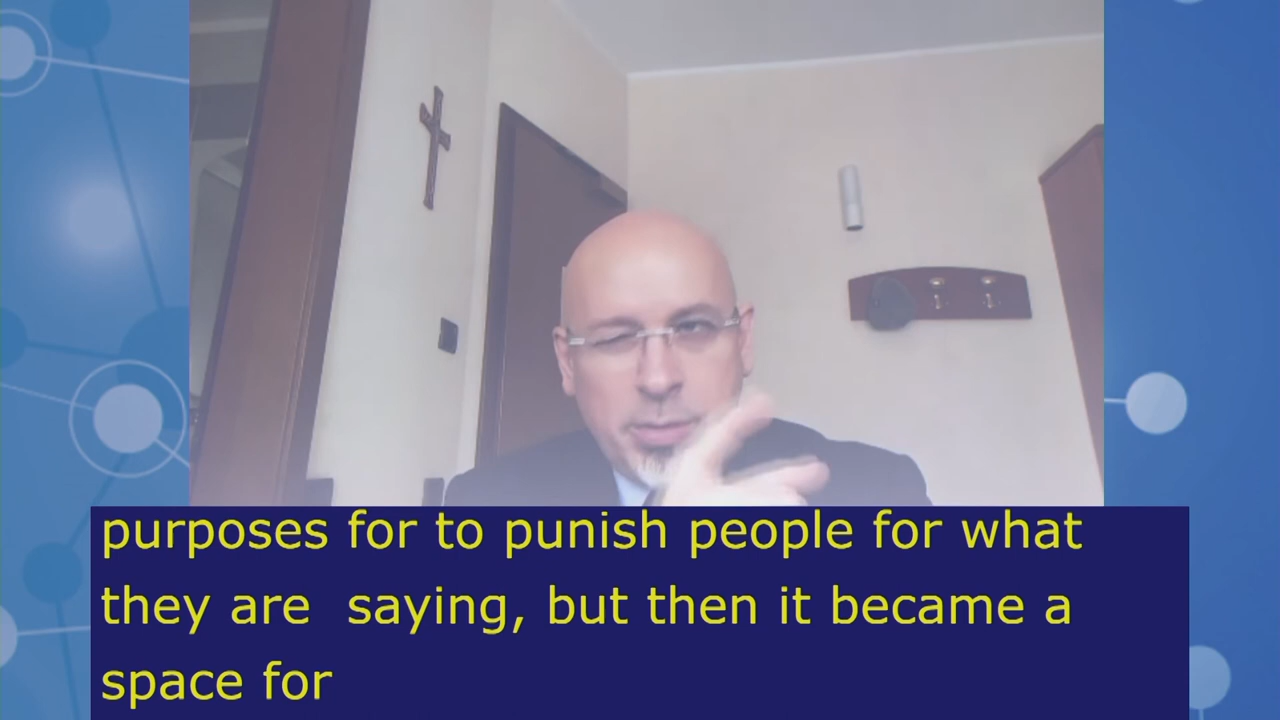 purposes for to punish people for what
they are  saying, but then it became a
space for